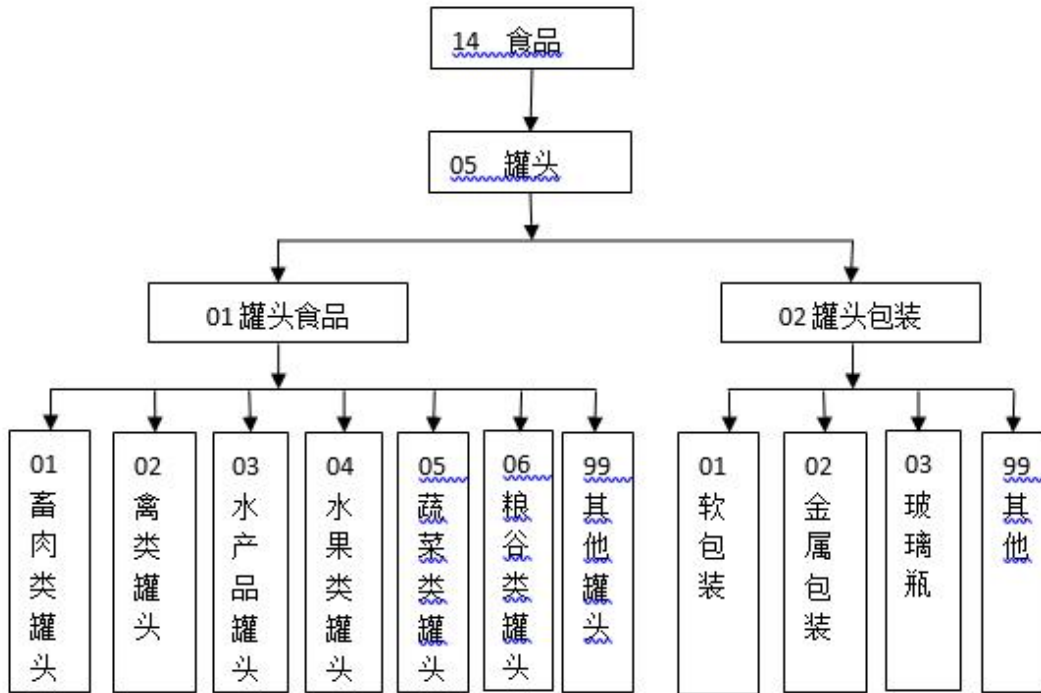 14 食品
05 罐头
01 罐头食品
02 罐头包装
01 畜肉类罐头
02 禽类罐头
03 水产品罐头
04 水果类罐头
05 蔬菜类罐头
06 粮谷类罐头
99 其他罐头
01 软包装
02 金属包装
03 玻璃瓶
99 其他